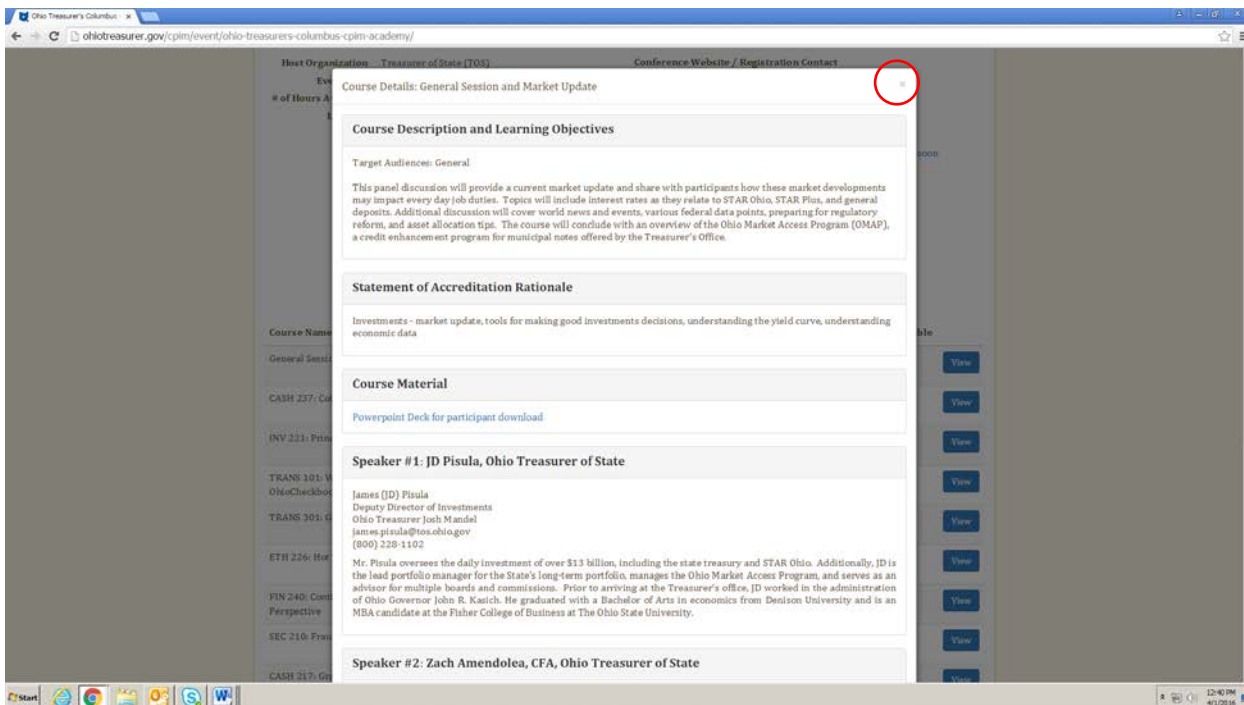 Ohio Treasurer's Columbus
ohiotreasurer.gov/cpim/event/ohio-treasurers-columbus-cpim-academy/
Host Organization Treasurer of State (TOS) Conference Website / Registration Contact
# of Hours A
soon
Course Details: General Session and Market Update
×
Course Description and Learning Objectives
Target Audiences: General
This panel discussion will provide a current market update and share with participants how these market developments
may impact every day job duties. Topics will include interest rates as they relate to STAR Ohio, STAR Plus, and general
deposits. Additional discussion will cover world news and events, various federal data points, preparing for regulatory
reform, and asset allocation tips. The course will conclude with an overview of the Ohio Market Access Program (OMAP),
a credit enhancement program for municipal notes offered by the Treasurer's Office.
Statement of Accreditation Rationale
Investments - market update, tools for making good investments decisions, understanding the yield curve, understanding
economic data
Course Material
Powerpoint Deck for participant download
Speaker #1: JD Pisula, Ohio Treasurer of State
James (JD) Pisula
Deputy Director of Investments
Ohio Treasurer Josh Mandel
james.pisula@tos.ohio.gov
(800) 228-1102
Mr. Pisula oversees the daily investment of over $13 billion, including the state treasury and STAR Ohio. Additionally, JD is
the lead portfolio manager for the State's long-term portfolio, manages the Ohio Market Access Program, and serves as an
advisor for multiple boards and commissions. Prior to arriving at the Treasurer's office, JD worked in the administration
of Ohio Governor John R. Kasich. He graduated with a Bachelor of Arts in economics from Denison University and is an
MBA candidate at the Fisher College of Business at The Ohio State University.
Speaker #2: Zach Amendolea, CFA, Ohio Treasurer of State
Course Name ble
General Sessio View
CASH 237: Col View
INV 221: Princ View
TRANS 101: W View
OhioCheckboo
TRANS 301: G View
ETH 226: Hot View
FIN 240: Cont View
Perspective
SEC 210: Frau View
CASH 217: Gr View
Start
12:40 PM
4/1/2016